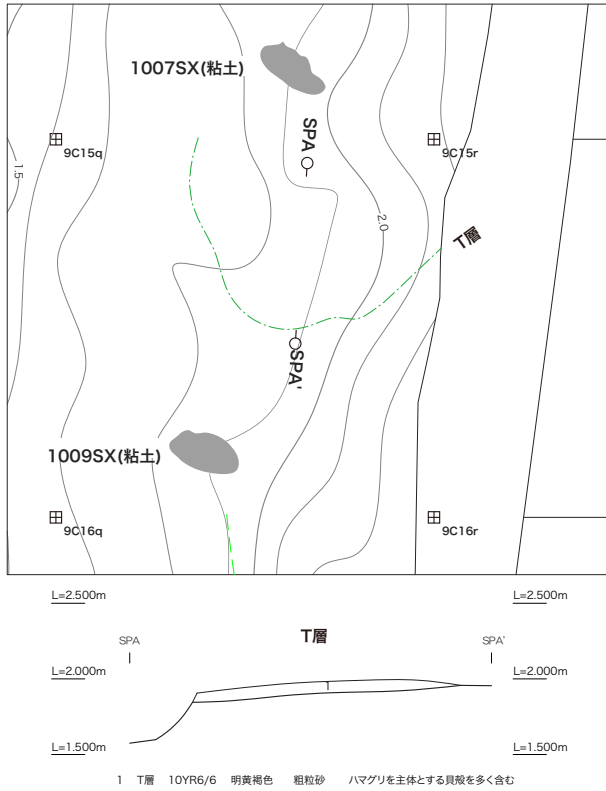 1007SX(粘土)
SPA
9C15q
9C15r
1.5
2.0
T層
SPA'
1009SX(粘土)
9C16q
9C16r
L=2.500m
L=2.500m
T層
SPA
SPA'
L=2.000m
L=2.000m
1
L=1.500m
L=1.500m
1 T層 10YR6/6 明黄褐色 粗粒砂 ハマグリを主体とする貝殻を多く含む